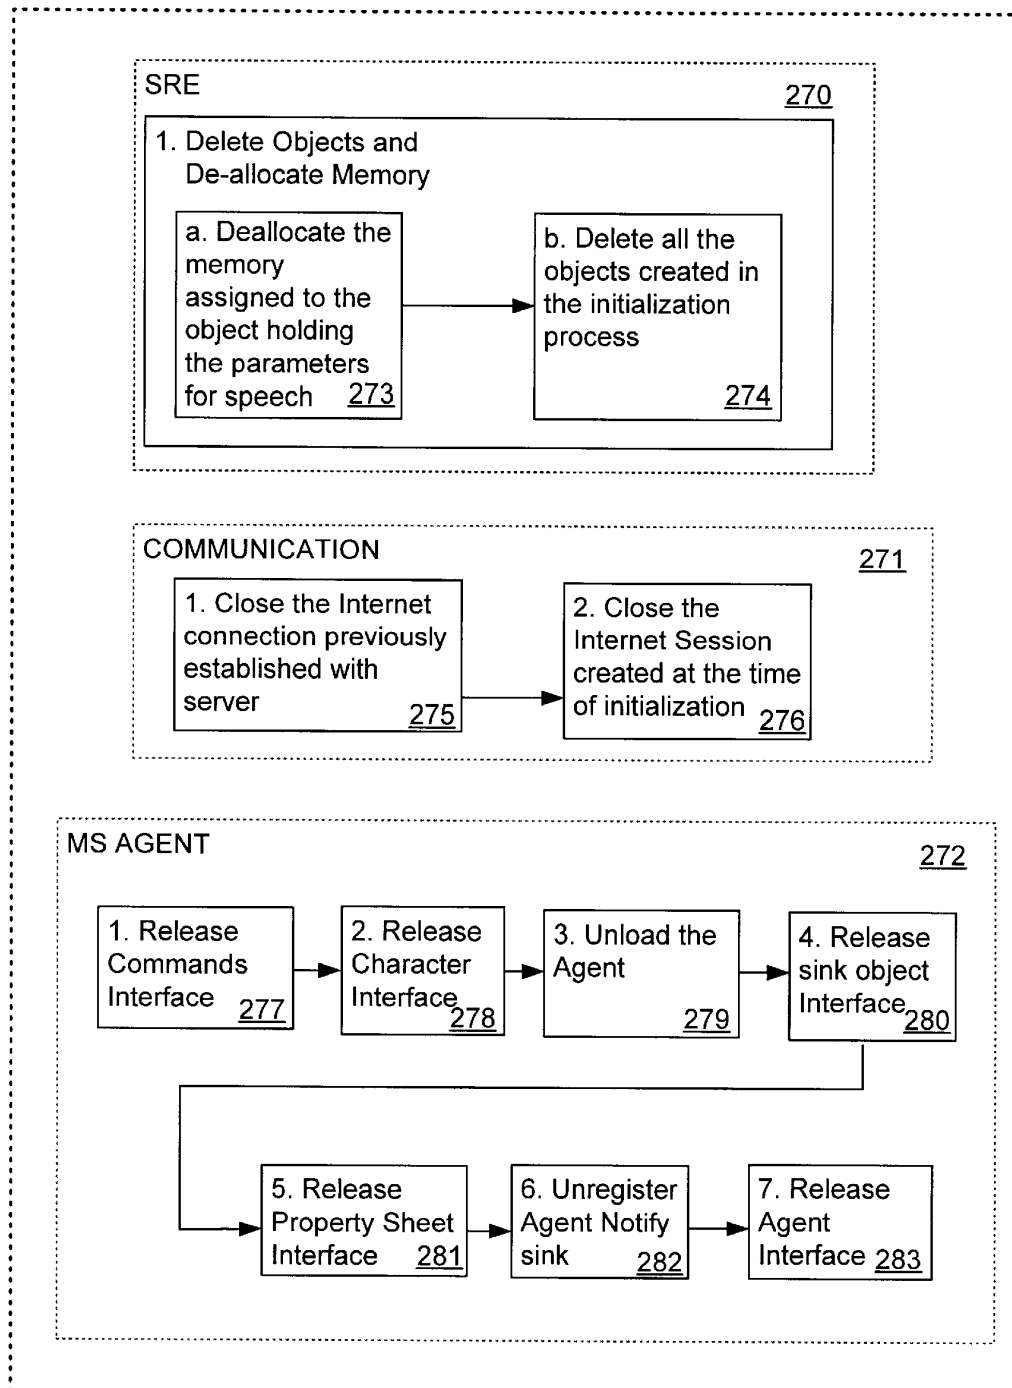 SRE
270
1. Delete Objects and
De-allocate Memory
a. Deallocate the
memory
assigned to the
object holding
the parameters
for speech 273
b. Delete all the
objects created in
the initialization
process
274
COMMUNICATION
271
1. Close the Internet
connection previously
established with
server
275
2. Close the
Internet Session
created at the time
of initialization 276
MS AGENT
272
1. Release
Commands
Interface 277
2. Release
Character
Interface 278
3. Unload the
Agent
279
4. Release
sink object
Interface 280
5. Release
Property Sheet
Interface 281
6. Unregister
Agent Notify
sink 282
7. Release
Agent
Interface 283